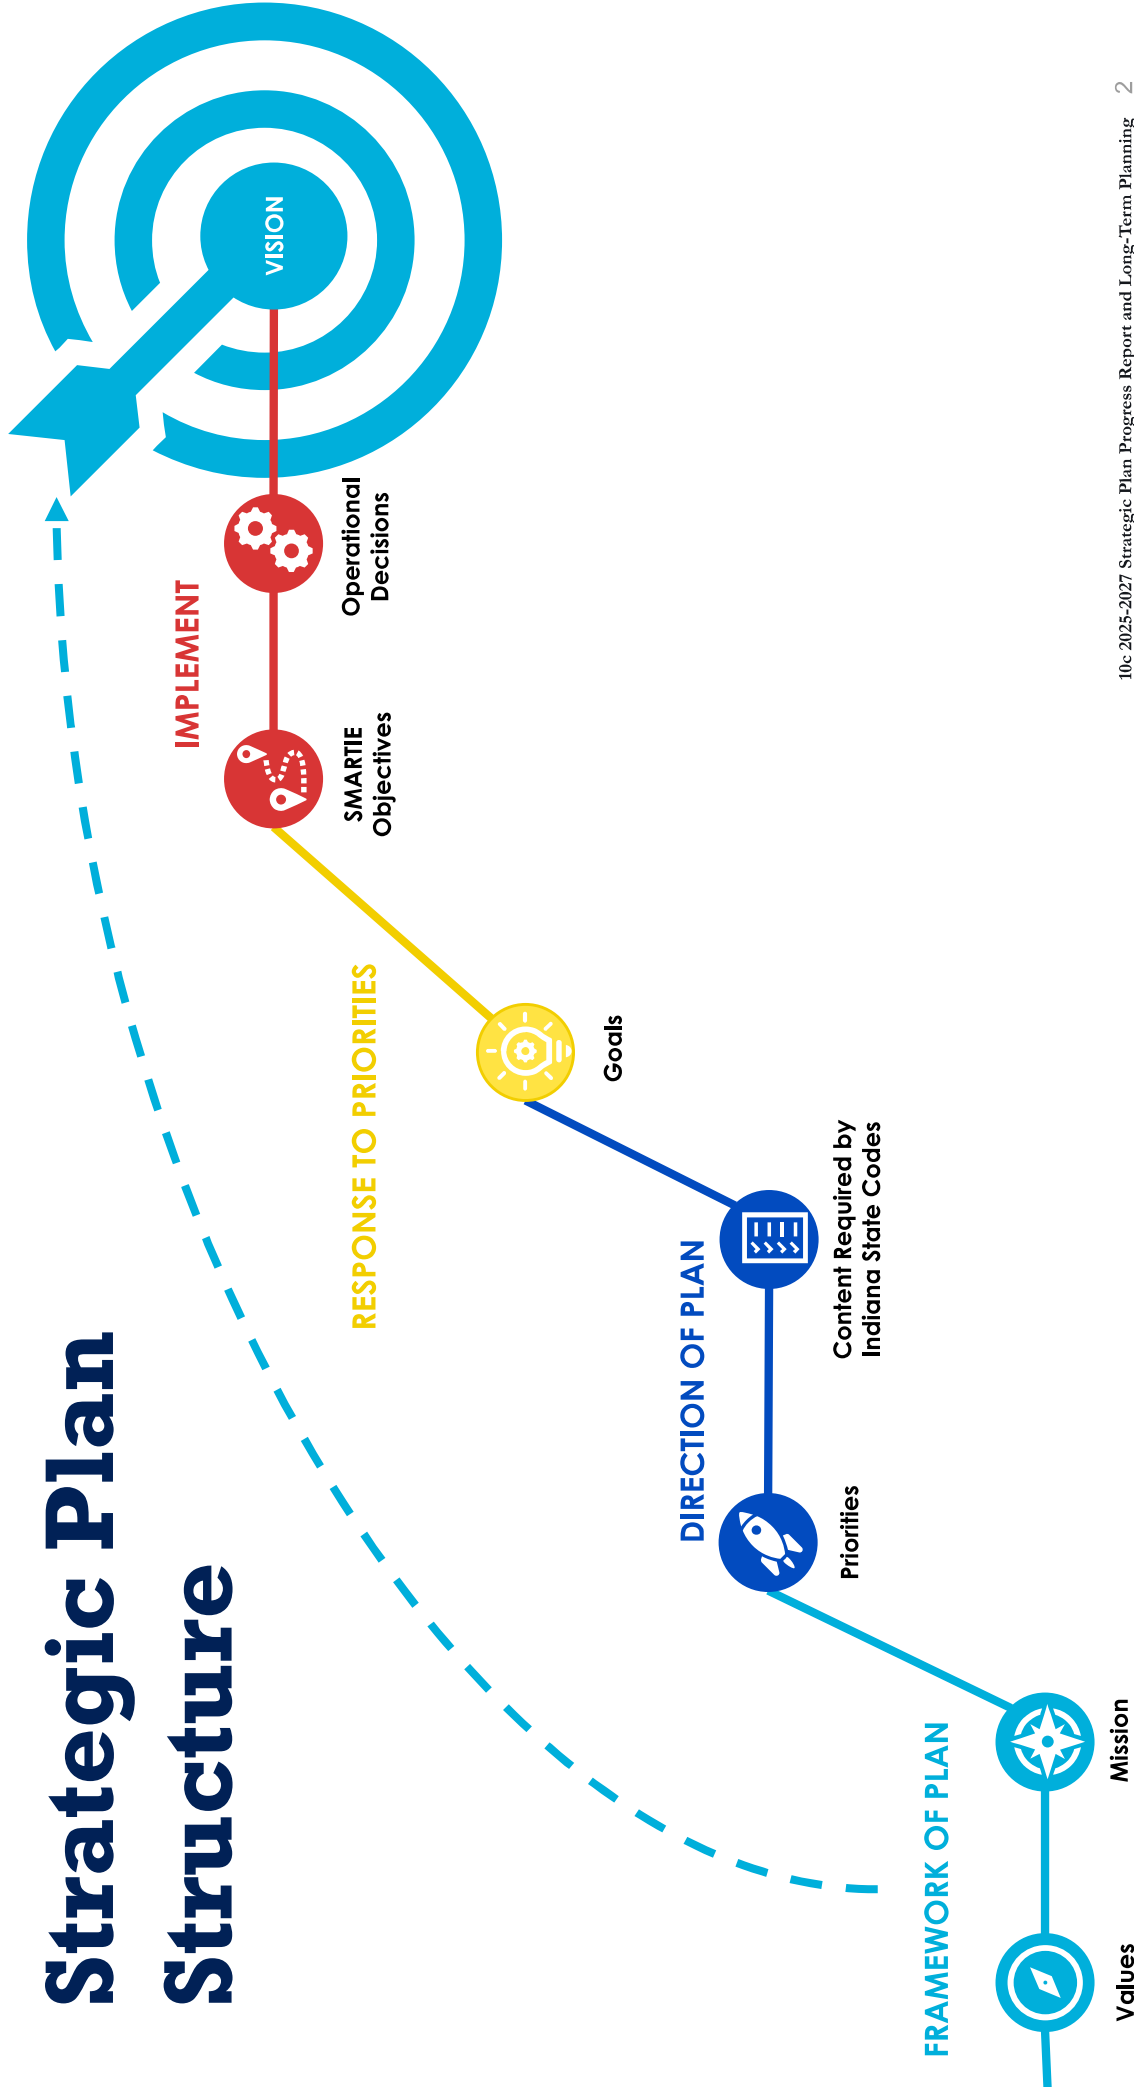 Strategic Plan
Structure
FRAMEWORK OF PLAN
Values
Mission
DIRECTION OF PLAN
Priorities
Content Required by
Indiana State Codes
RESPONSE TO PRIORITIES
Goals
IMPLEMENT
SMARTIE
Objectives
Operational
Decisions
VISION
10c 2025-2027 Strategic Plan Progress Report and Long-Term Planning 2